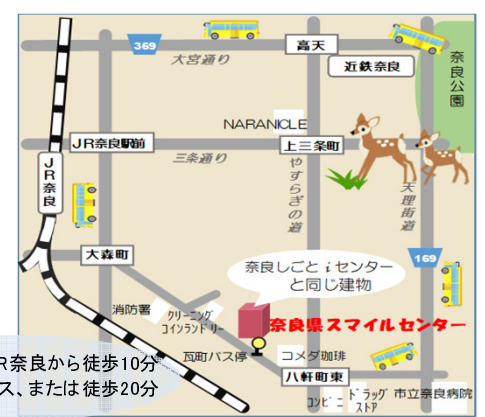 369
高天
大宮通り
近鉄奈良
奈良公園
NARANICLE
JR奈良駅前
上三条町
三条通り
JR奈良
やすらぎの道
天理街道
大森町
169
奈良しごとiセンター
と同じ建物
消防署
クリーニング
コインランドリー
奈良県スマイルセンター
瓦町バス停
コメダ珈琲
八軒町東
コンビニ
ドラッグ
ストア
市立奈良病院
R奈良から徒歩10分
ス、または徒歩20分